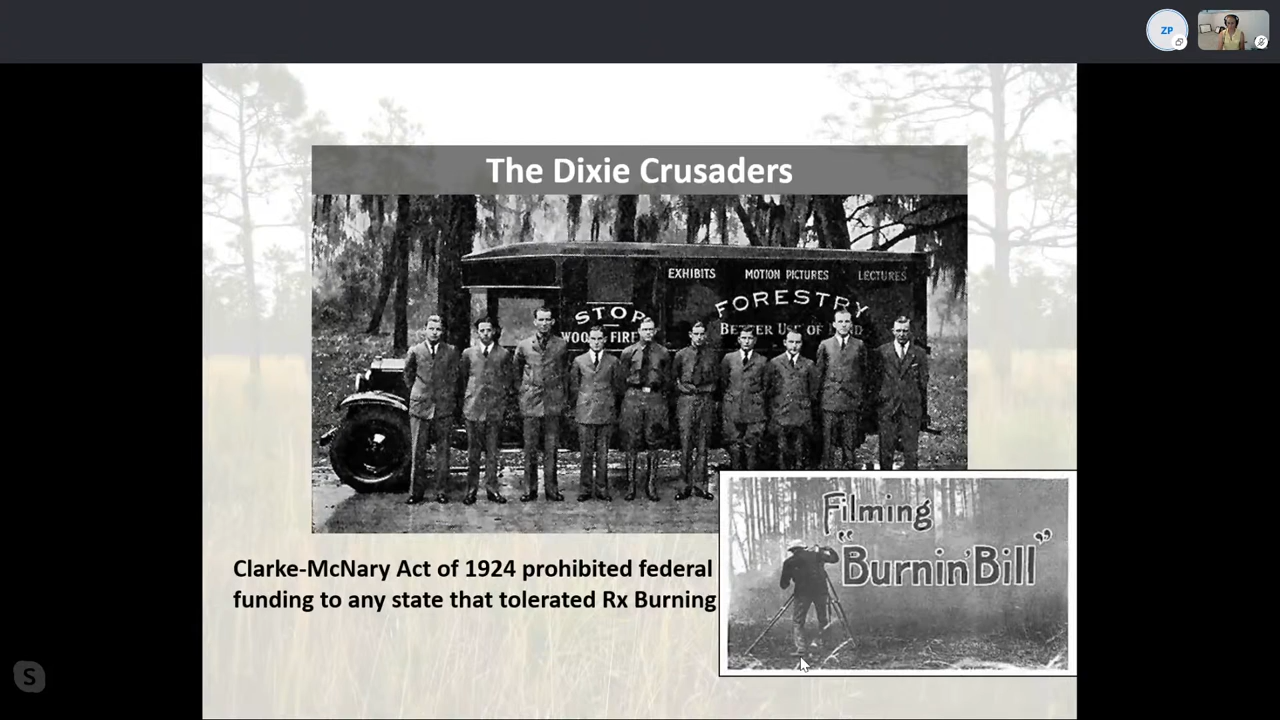 ZP
The Dixie Crusaders
EXHIBITS MOTION PICTURES LECTURES
FORESTRY
STOP
BETTER USE OF
WOODS FIRE
Filming
"Burnin' Bill"
Clarke-McNary Act of 1924 prohibited federal
funding to any state that tolerated Rx Burning
S